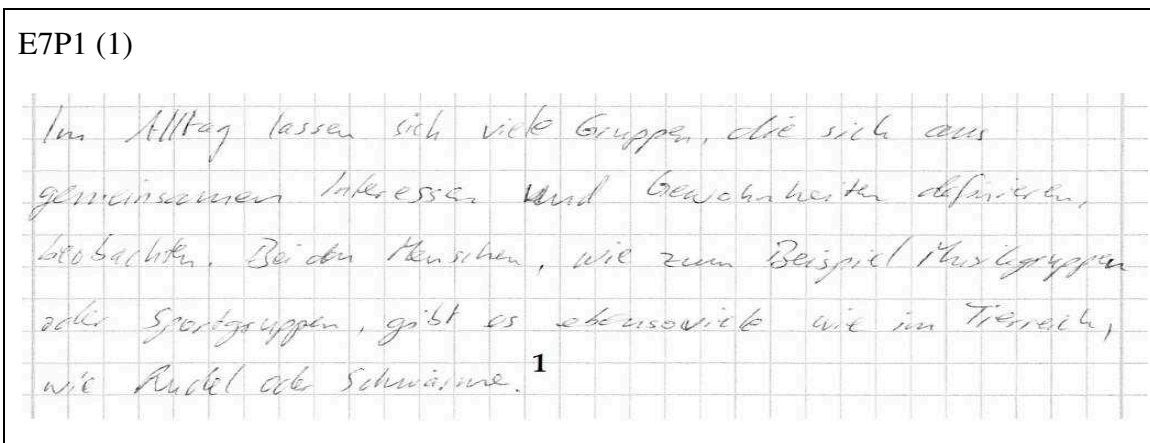 E7P1 (1)
Im Alltag lassen sich viele Gruppen, die sich aus
gemeinsamen Interessen und Gewohnheiten definieren,
beobachten. Bei den Menschen, wie zum Beispiel Musikgruppen
oder Sportgruppen, gibt es ebensoviele wie im Tierreich,
wie Rudel oder Schwärme. 1